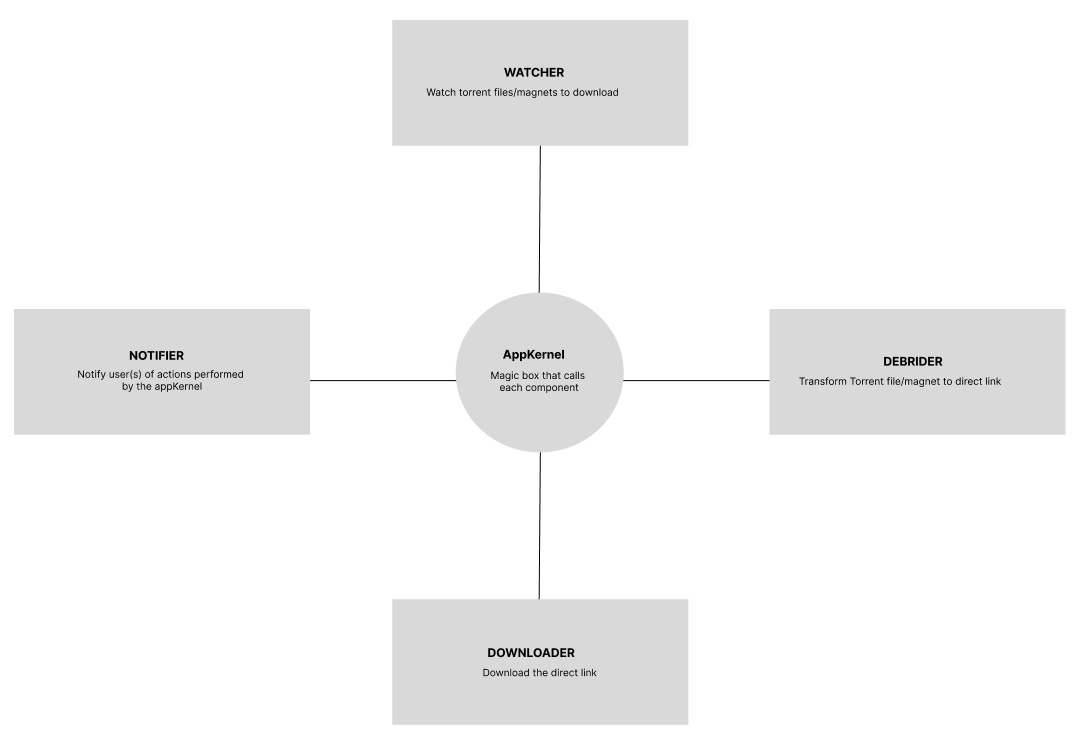 WATCHER
Watch torrent files/magnets to download
NOTIFIER
Notify user(s) of actions performed
by the appKernel
AppKernel
Magic box that calls
each component
DEBRIDER
Transform Torrent file/magnet to direct link
DOWNLOADER
Download the direct link